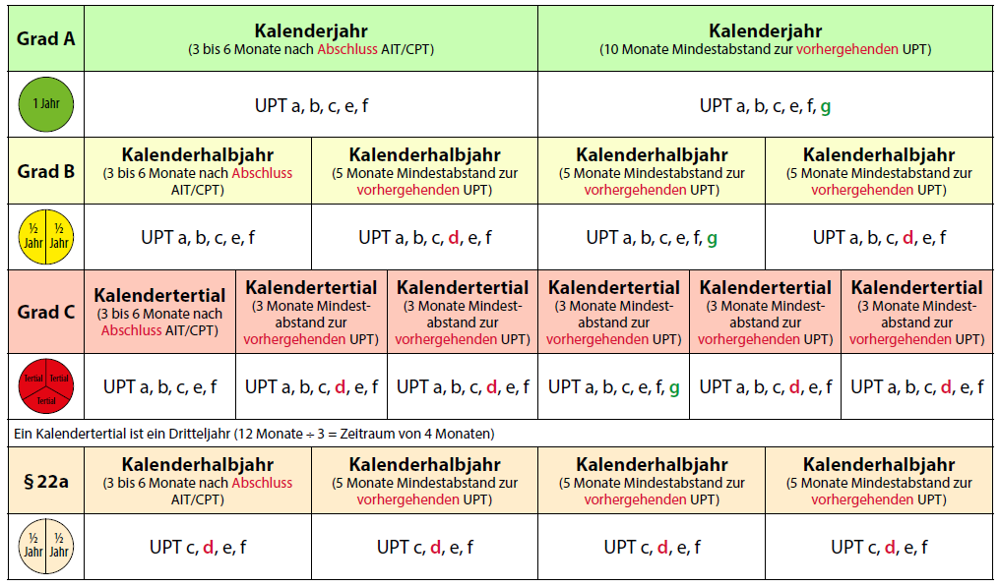 Grad A
Kalenderjahr
(3 bis 6 Monate nach Abschluss AIT/CPT)
Kalenderjahr
(10 Monate Mindestabstand zur vorhergehenden UPT)
1 Jahr
UPT a, b, c, e, f
UPT a, b, c, e, f, g
Grad B
Kalenderhalbjahr
(3 bis 6 Monate nach Abschluss
AIT/CPT)
Kalenderhalbjahr
(5 Monate Mindestabstand zur
vorhergehenden UPT)
Kalenderhalbjahr
(5 Monate Mindestabstand zur
vorhergehenden UPT)
Kalenderhalbjahr
(5 Monate Mindestabstand zur
vorhergehenden UPT)
½ ½
Jahr Jahr
UPT a, b, c, e, f
UPT a, b, c, d, e, f
UPT a, b, c, e, f, g
UPT a, b, c, d, e, f
Grad C
Kalendertertial
(3 bis 6 Monate nach
Abschluss AIT/CPT)
Kalendertertial
(3 Monate Mindest-
abstand zur
vorhergehenden UPT)
Kalendertertial
(3 Monate Mindest-
abstand zur
vorhergehenden UPT)
Kalendertertial
(3 Monate Mindest-
abstand zur
vorhergehenden UPT)
Kalendertertial
(3 Monate Mindest-
abstand zur
vorhergehenden UPT)
Kalendertertial
(3 Monate Mindest-
abstand zur
vorhergehenden UPT)
Tertial Tertial
Tertial
UPT a, b, c, e, f
UPT a, b, c, d, e, f
UPT a, b, c, d, e, f
UPT a, b, c, e, f, g
UPT a, b, c, d, e, f
UPT a, b, c, d, e, f
Ein Kalendertertial ist ein Dritteljahr (12 Monate ÷ 3 = Zeitraum von 4 Monaten)
§ 22a
Kalenderhalbjahr
(3 bis 6 Monate nach Abschluss
AIT/CPT)
Kalenderhalbjahr
(5 Monate Mindestabstand zur
vorhergehenden UPT)
Kalenderhalbjahr
(5 Monate Mindestabstand zur
vorhergehenden UPT)
Kalenderhalbjahr
(5 Monate Mindestabstand zur
vorhergehenden UPT)
½ ½
Jahr Jahr
UPT c, d, e, f
UPT c, d, e, f
UPT c, d, e, f
UPT c, d, e, f